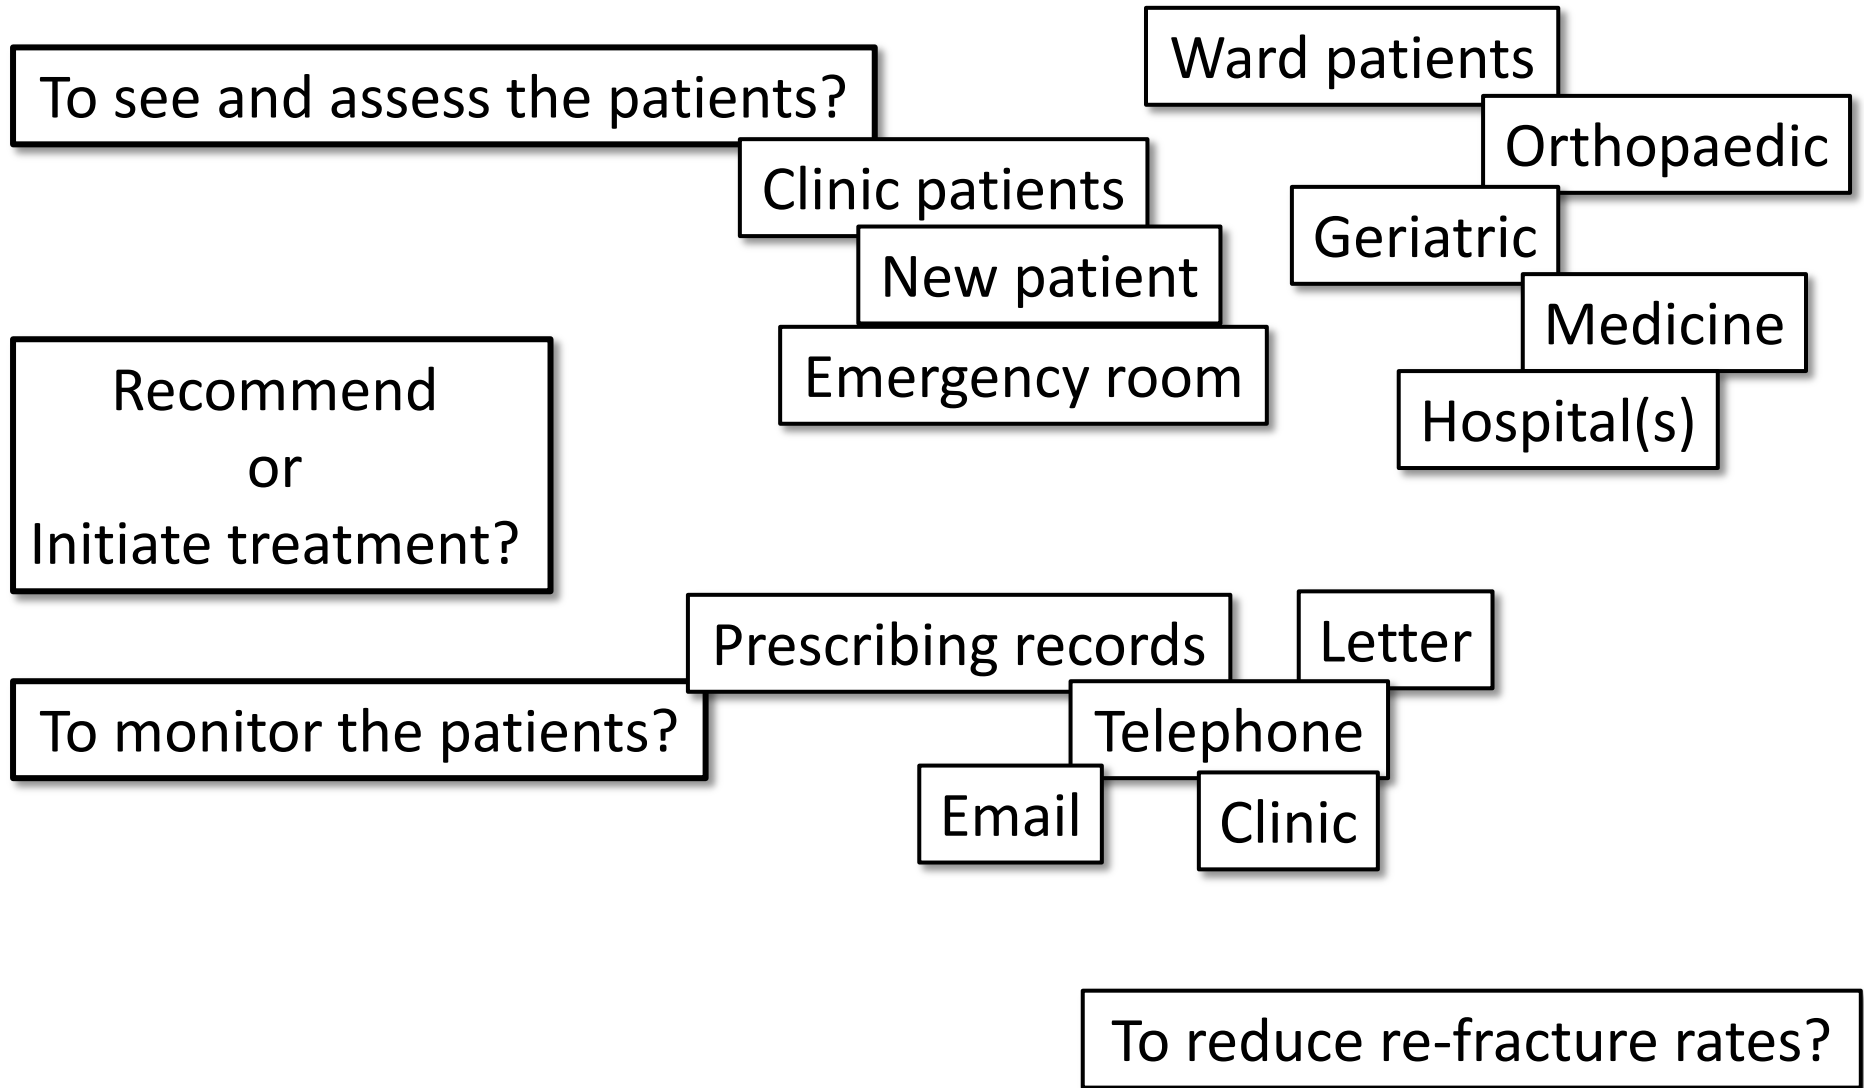 To see and assess the patients?
Clinic patients
New patient
Emergency room
Ward patients
Orthopaedic
Geriatric
Medicine
Hospital(s)
Recommend
or
Initiate treatment?
To monitor the patients?
Prescribing records
Letter
Telephone
Email
Clinic
To reduce re-fracture rates?